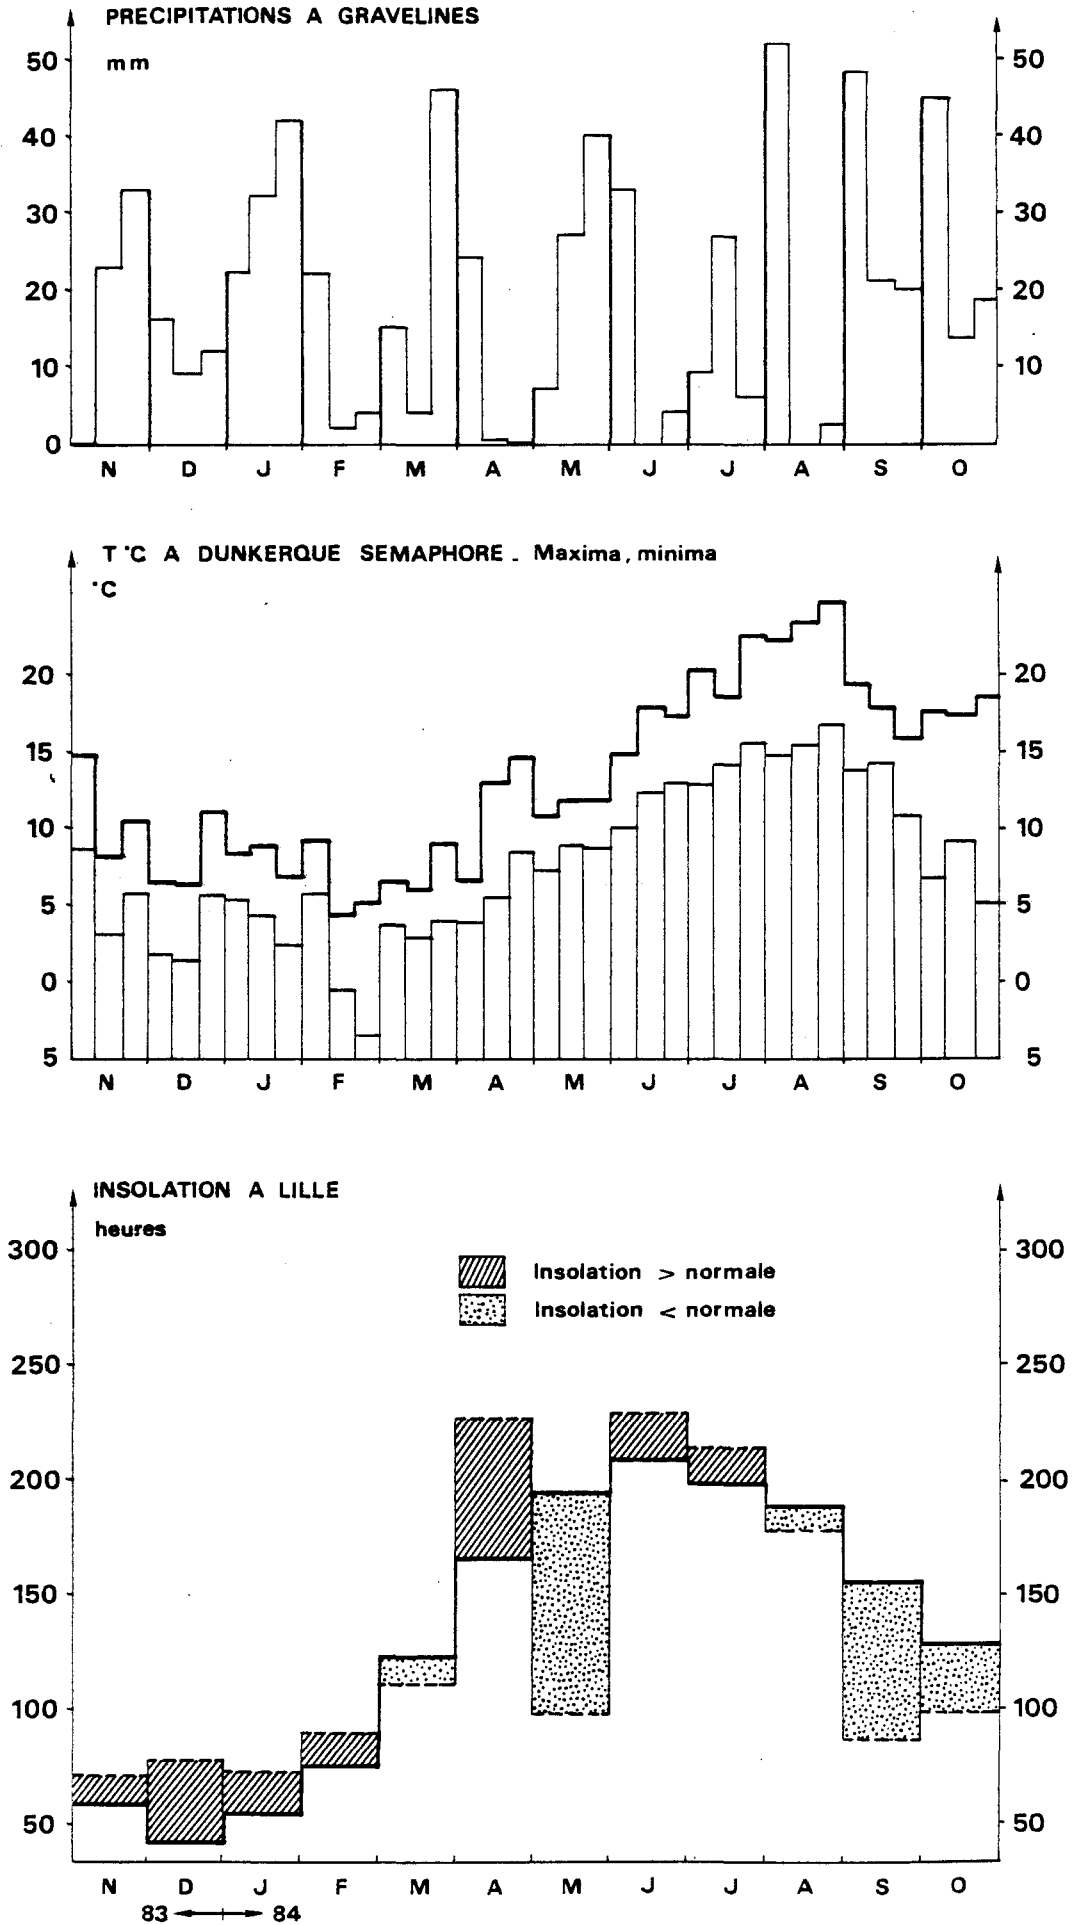 PRECIPITATIONS A GRAVELINES
mm
50 50
40 40
30 30
20 20
10 10
0
N D J F M A M J J A S O
T °C A DUNKERQUE SEMAPHORE _ Maxima, minima
°C
20 20
15 15
10 10
5 5
0 0
5 5
N D J F M A M J J A S O
INSOLATION A LILLE
heures
300 300
Insolation > normale
Insolation < normale
250 250
200 200
150 150
100 100
50 50
N D J F M A M J J A S O
83 84